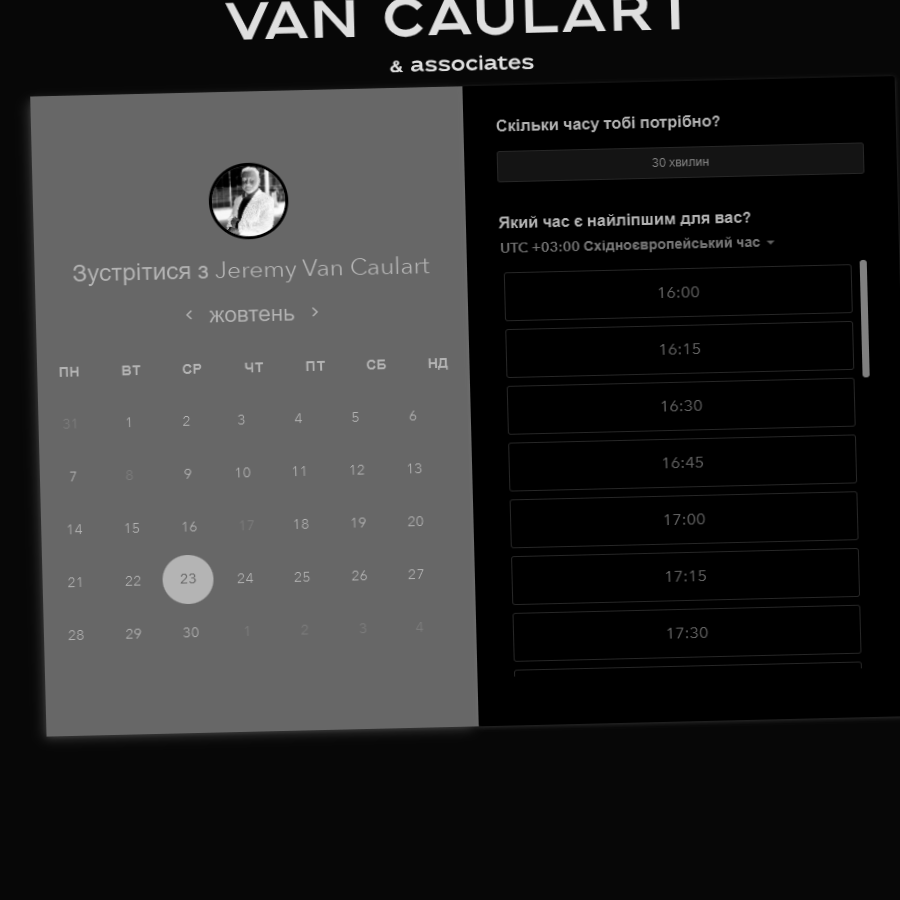 VAN CAULART
& associates
Зустрітися з Jeremy Van Caulart
‹ жовтень ›
ПН ВТ СР ЧТ ПТ СБ НД
31 1 2 3 4 5 6
7 8 9 10 11 12 13
14 15 16 17 18 19 20
21 22 23 24 25 26 27
28 29 30 1 2 3 4
Скільки часу тобі потрібно?
30 хвилин
Який час є найліпшим для вас?
UTC +03:00 Східноєвропейський час
16:00
16:15
16:30
16:45
17:00
17:15
17:30